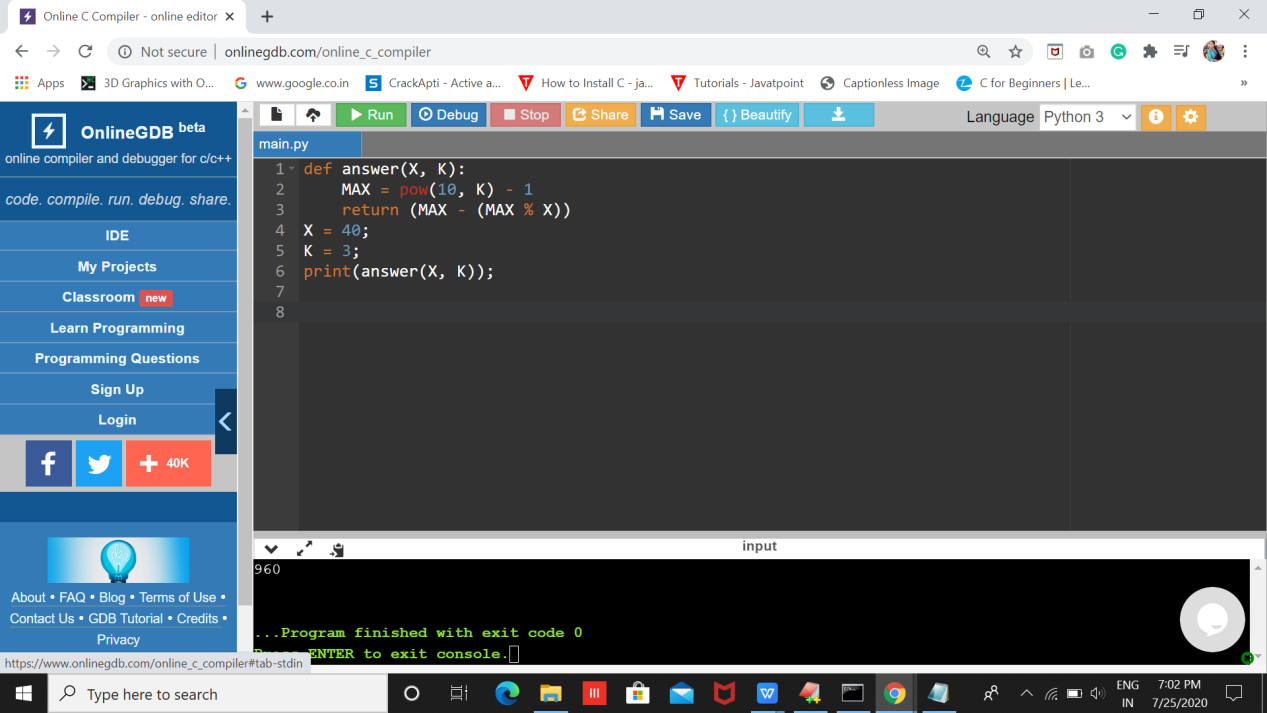 Online C Compiler - online editor
Not secure | onlinegdb.com/online_c_compiler
Apps 3D Graphics with O... www.google.co.in CrackApti - Active a... How to Install C - ja... Tutorials - Javatpoint Captionless Image C for Beginners | Le... »
OnlineGDB beta
online compiler and debugger for c/c++
code. compile. run. debug. share.
IDE
My Projects
Classroom new
Learn Programming
Programming Questions
Sign Up
Login
+ 40K
About • FAQ • Blog • Terms of Use •
Contact Us • GDB Tutorial • Credits •
Privacy
https://www.onlinegdb.com/online_c_compiler#tab-stdin
Run Debug Stop Share Save { } Beautify
Language Python 3
main.py
1 def answer(X, K):
2 MAX = pow(10, K) - 1
3 return (MAX - (MAX % X))
4 X = 40;
5 K = 3;
6 print(answer(X, K));
7
8
input
960
...Program finished with exit code 0
ENTER to exit console.
Type here to search
ENG
IN
7:02 PM
7/25/2020